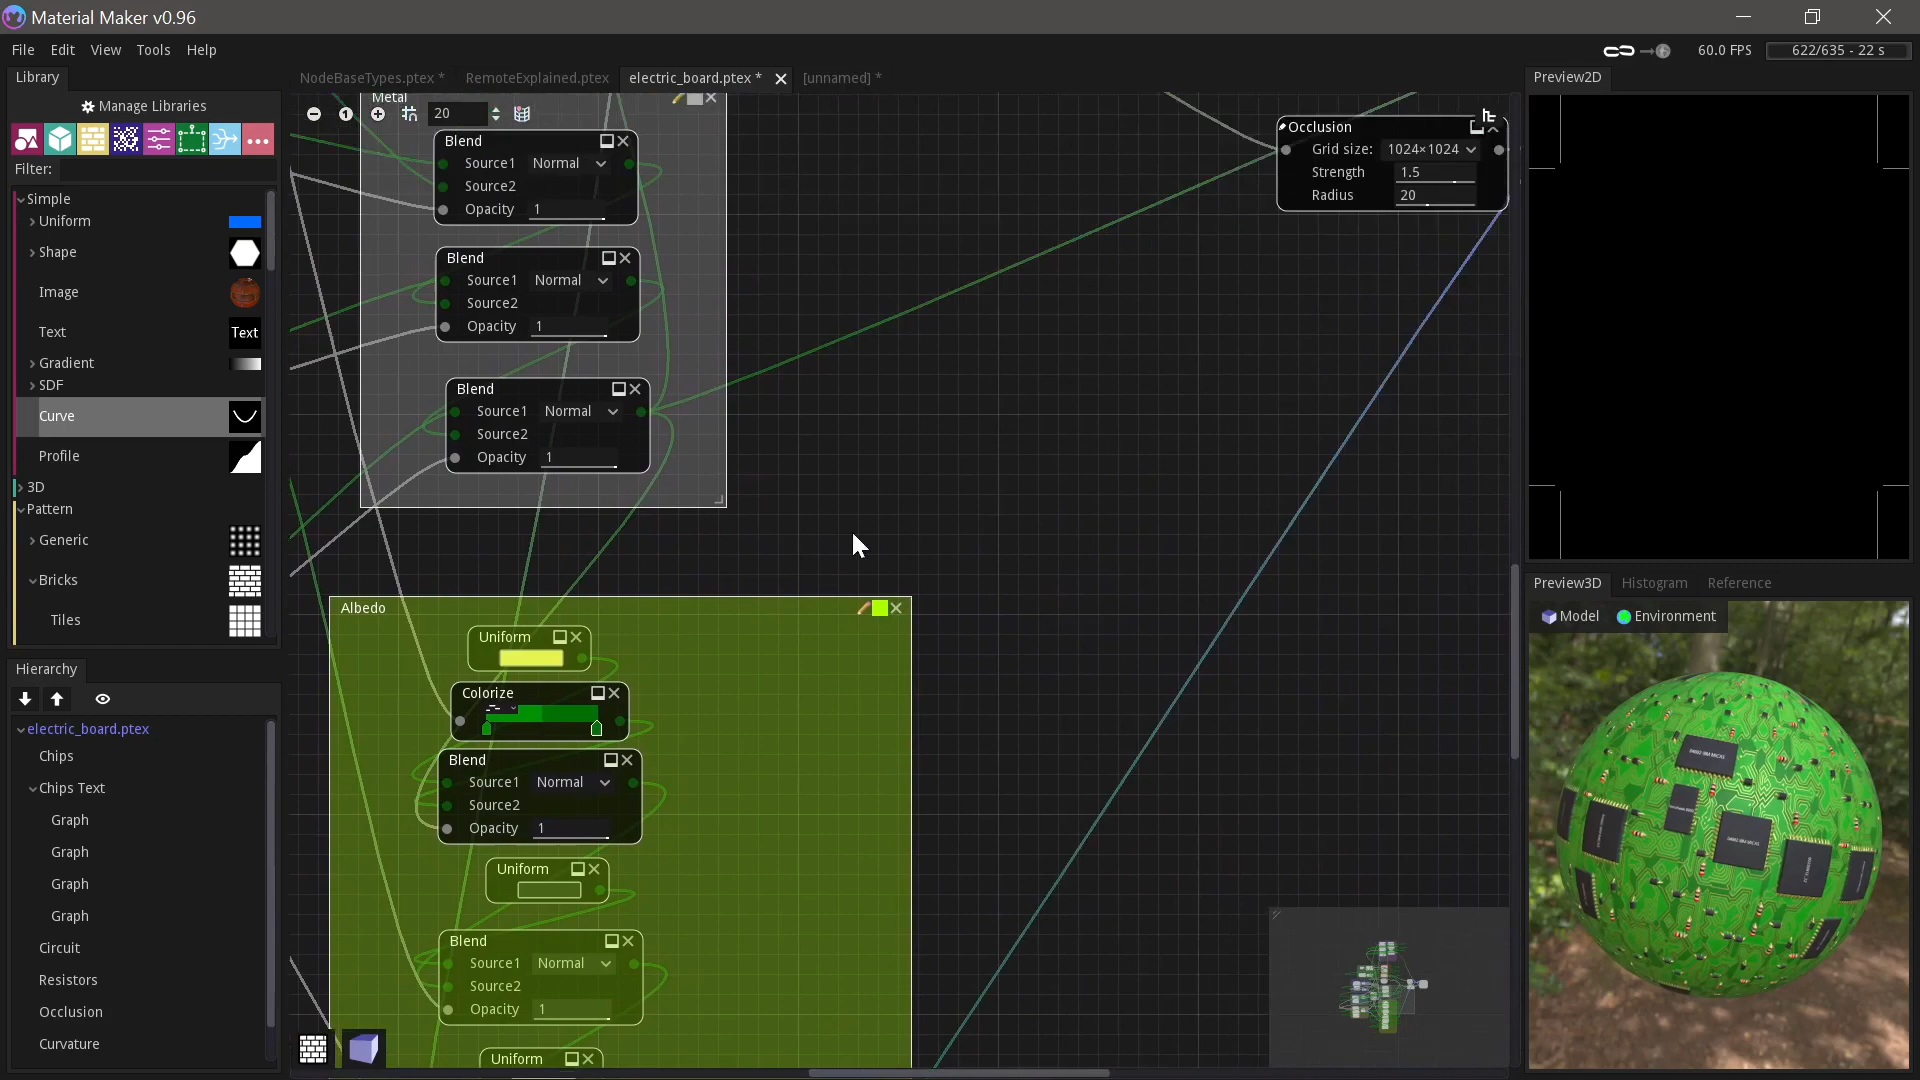 Material Maker v0.96
File Edit View Tools Help
60.0 FPS 622/635 - 22 s
Library
NodeBaseTypes.ptex * RemoteExplained.ptex electric_board.ptex * [unnamed] *
Preview2D
Manage Libraries
Filter:
Simple
Uniform
Shape
Image
Text Text
Gradient
SDF
Curve
Profile
3D
Pattern
Generic
Bricks
Tiles
Hierarchy
electric_board.ptex
Chips
Chips Text
Graph
Graph
Graph
Graph
Circuit
Resistors
Occlusion
Curvature
Metal
1 20
Blend
Source1 Normal
Source2
Opacity 1
Blend
Source1 Normal
Source2
Opacity 1
Blend
Source1 Normal
Source2
Opacity 1
Occlusion
Grid size: 1024×1024
Strength 1.5
Radius 20
Albedo
Uniform
Colorize
Blend
Source1 Normal
Source2
Opacity 1
Uniform
Blend
Source1 Normal
Source2
Opacity 1
Uniform
Preview3D Histogram Reference
Model Environment